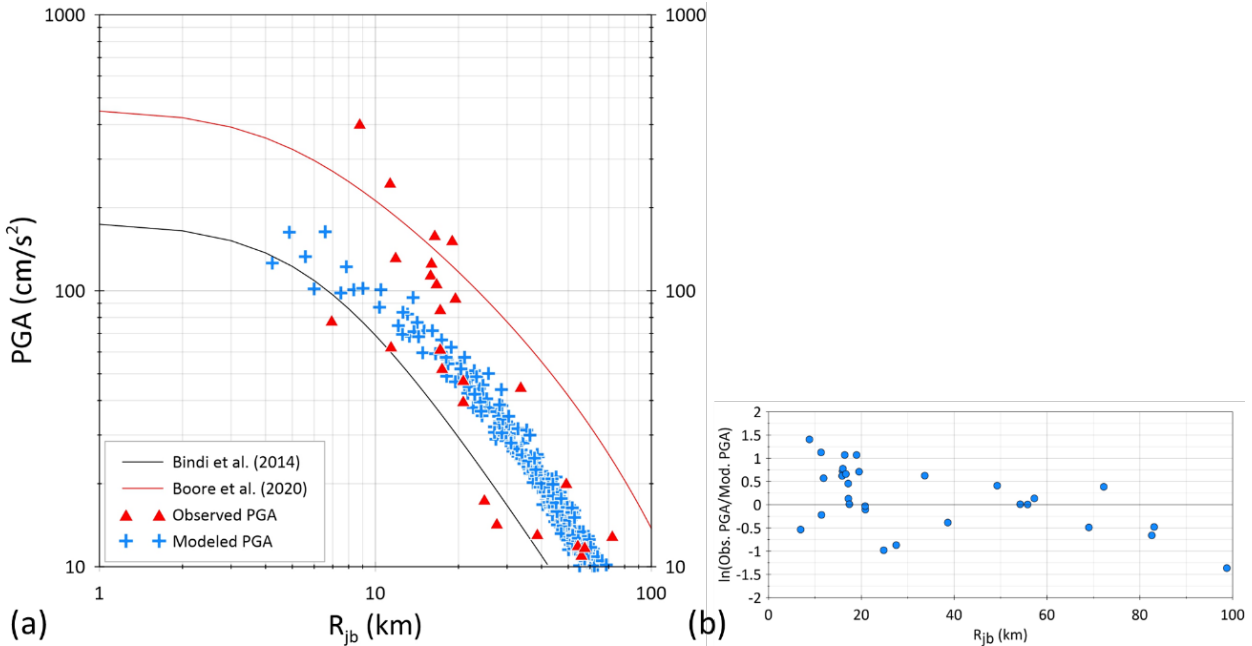 1000
1000
100
100
10
10
PGA (cm/s²)
Bindi et al. (2014)
Boore et al. (2020)
Observed PGA
Modeled PGA
1
10
100
R_jb (km)
(a)
2
1.5
1
0.5
0
-0.5
-1
-1.5
-2
ln(Obs. PGA/Mod. PGA)
0
20
40
60
80
100
R_jb (km)
(b)